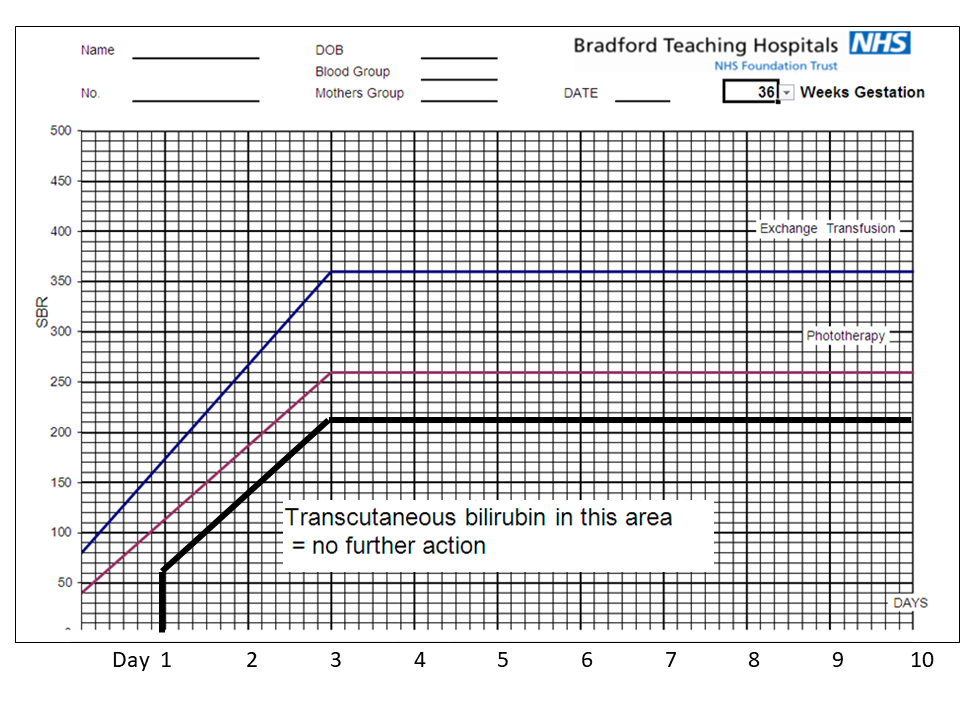 Name
DOB
Bradford Teaching Hospitals NHS
NHS Foundation Trust
Blood Group
No.
Mothers Group
DATE
36 Weeks Gestation
500
450
400
350
300
250
200
150
100
50
SBR
Exchange Transfusion
Phototherapy
Transcutaneous bilirubin in this area
= no further action
DAYS
Day 1 2 3 4 5 6 7 8 9 10